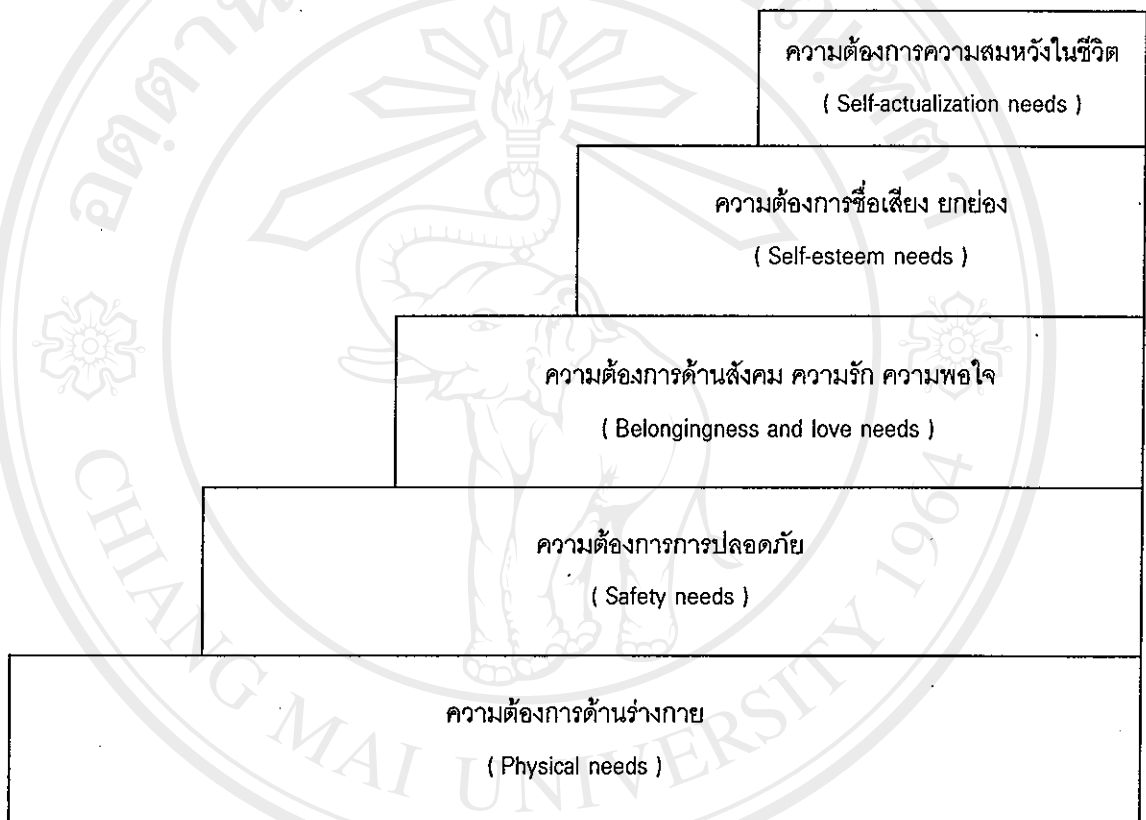 ความต้องการความสมหวังในชีวิต
( Self-actualization needs )
ความต้องการชื่อเสียง ยกย่อง
( Self-esteem needs )
ความต้องการด้านสังคม ความรัก ความพอใจ
( Belongingness and love needs )
ความต้องการการปลอดภัย
( Safety needs )
ความต้องการด้านร่างกาย
( Physical needs )
CHIANG MAI UNIVERSITY 1964